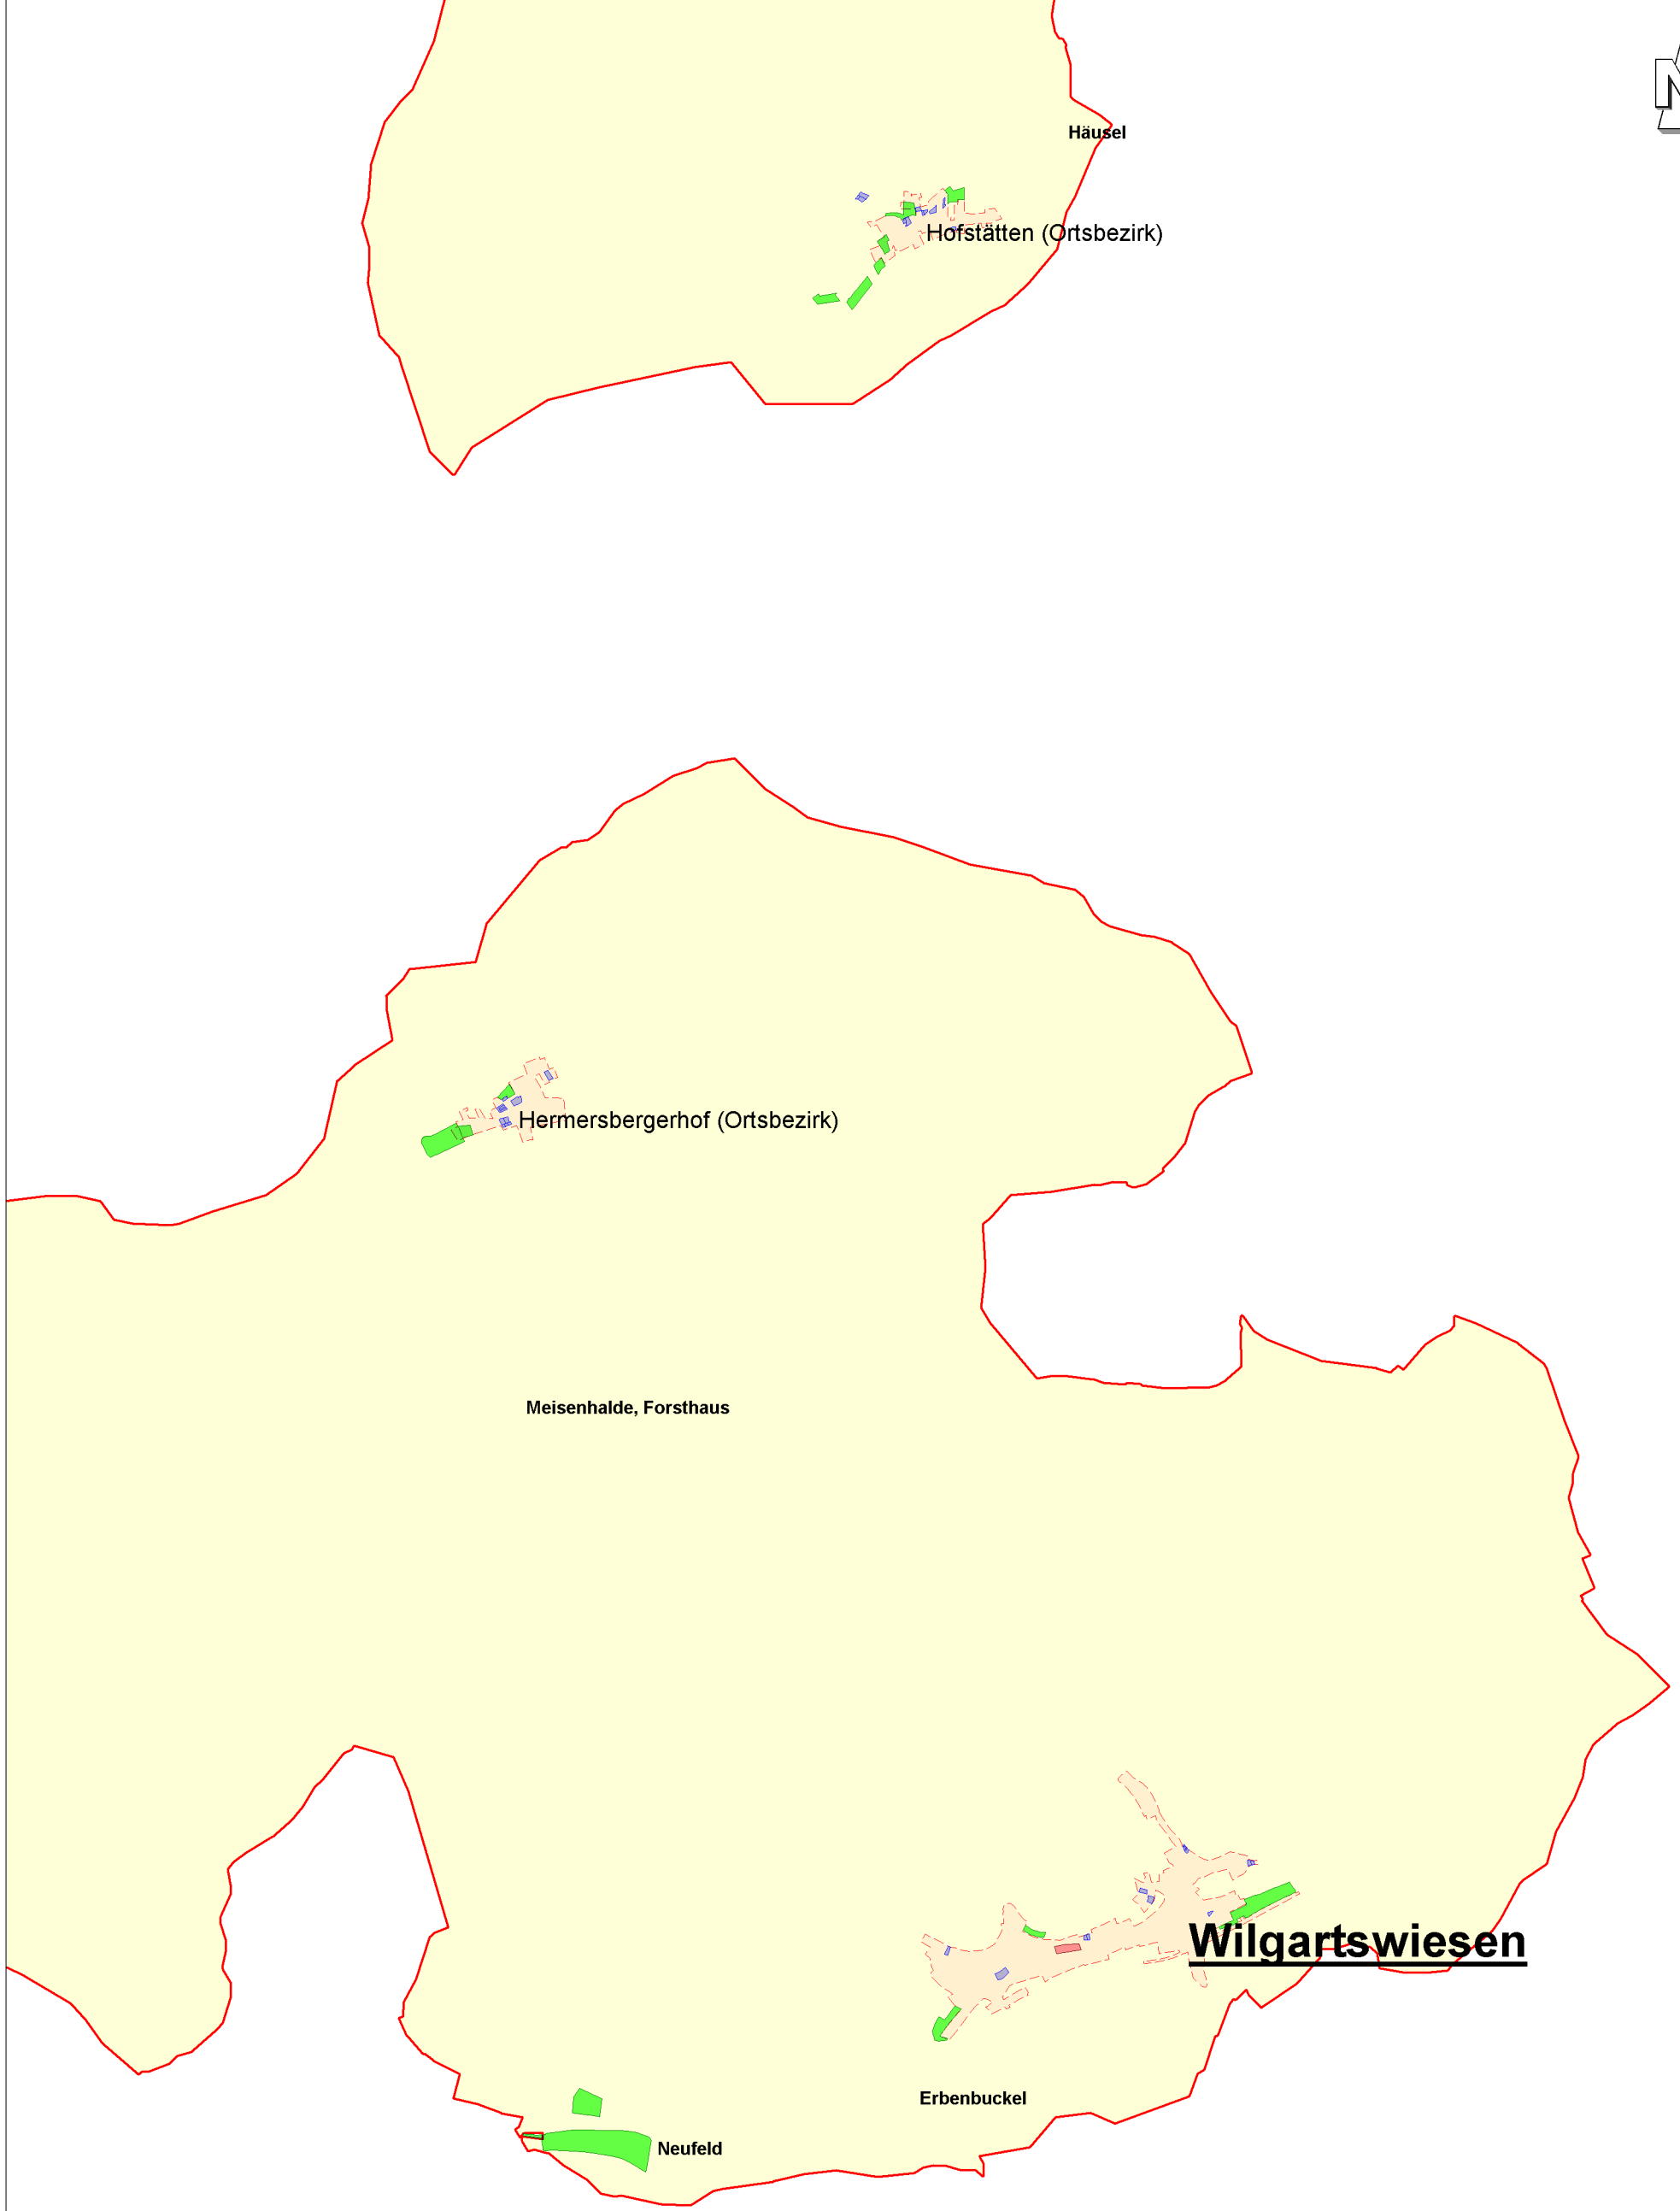 N
Häusel
Hofstätten (Ortsbezirk)
Hermersbergerhof (Ortsbezirk)
Meisenhalde, Forsthaus
Wilgartswiesen
Erbenbuckel
Neufeld